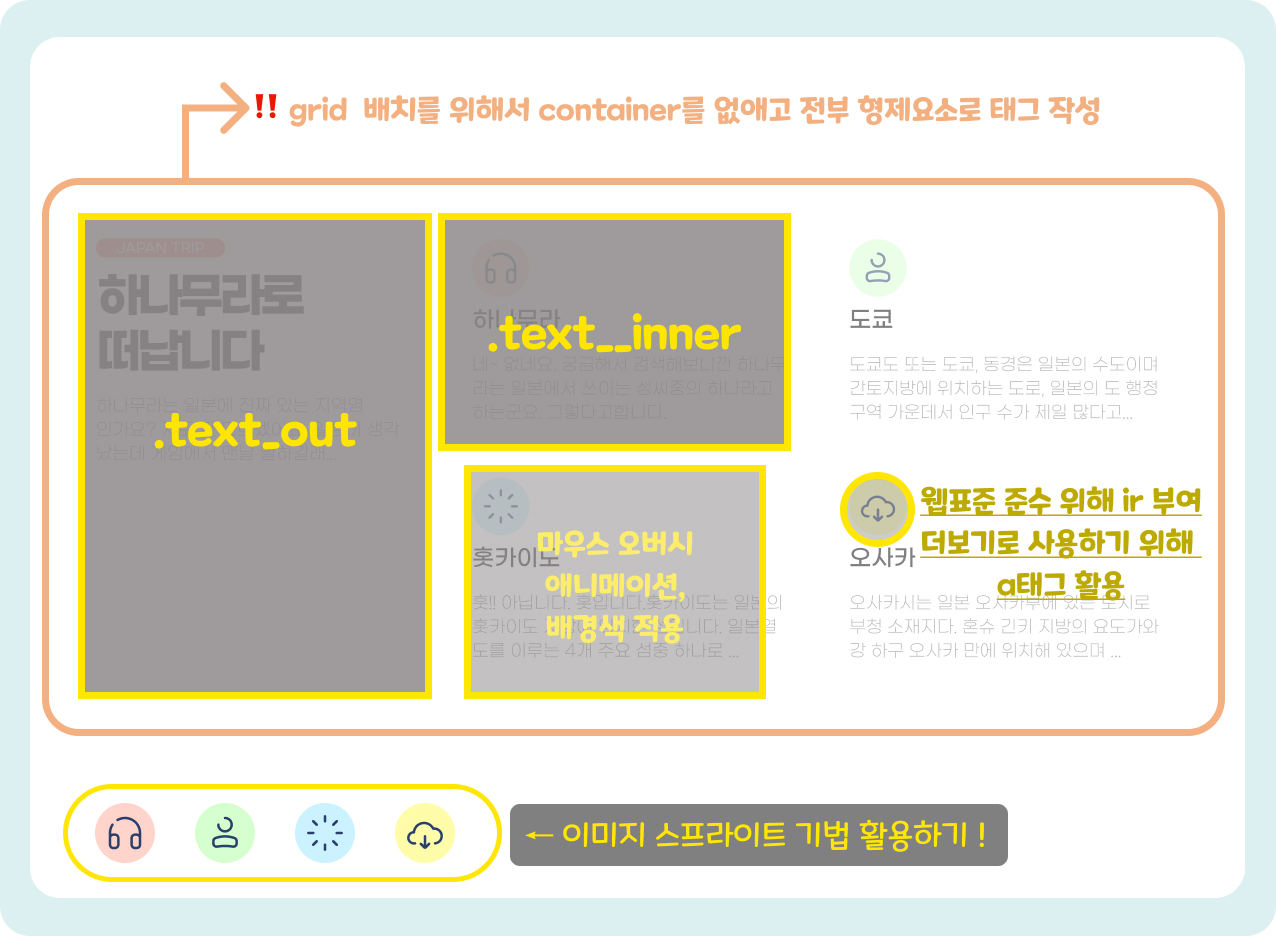 !! grid 배치를 위해서 container를 없애고 전부 형제요소로 태그 작성
JAPAN TRIP
하나무라로
떠납니다
하나무라는 일본에 진짜 있는 지역명
인가요?
생각
났는데 게임에서 맨날
.text_out
하나무라
네~ 없네요. 궁금해서 검색해보니깐 하나무
라는 일본에서 쓰이는 성씨중의 하나라고
하는군요. 그렇다고합니다.
.text__inner
도쿄
도쿄도 또는 도쿄, 동경은 일본의 수도이며
간토지방에 위치하는 도로, 일본의 도 행정
구역 가운데서 인구 수가 제일 많다고...
홋카이도
훗!! 아닙니다. 홋입니다.홋카이도는 일본의
홋카이도 니다. 일본열
도를 이루는 4개 주요 섬중 하나로 ...
마우스 오버시
애니메이션,
배경색 적용
오사카
오사카시는 일본 오사카부에 있는 도시로
부청 소재지다. 혼슈 긴키 지방의 요도가와
강 하구 오사카 만에 위치해 있으며 ...
웹표준 준수 위해 ir 부여
더보기로 사용하기 위해
a태그 활용
← 이미지 스프라이트 기법 활용하기 !